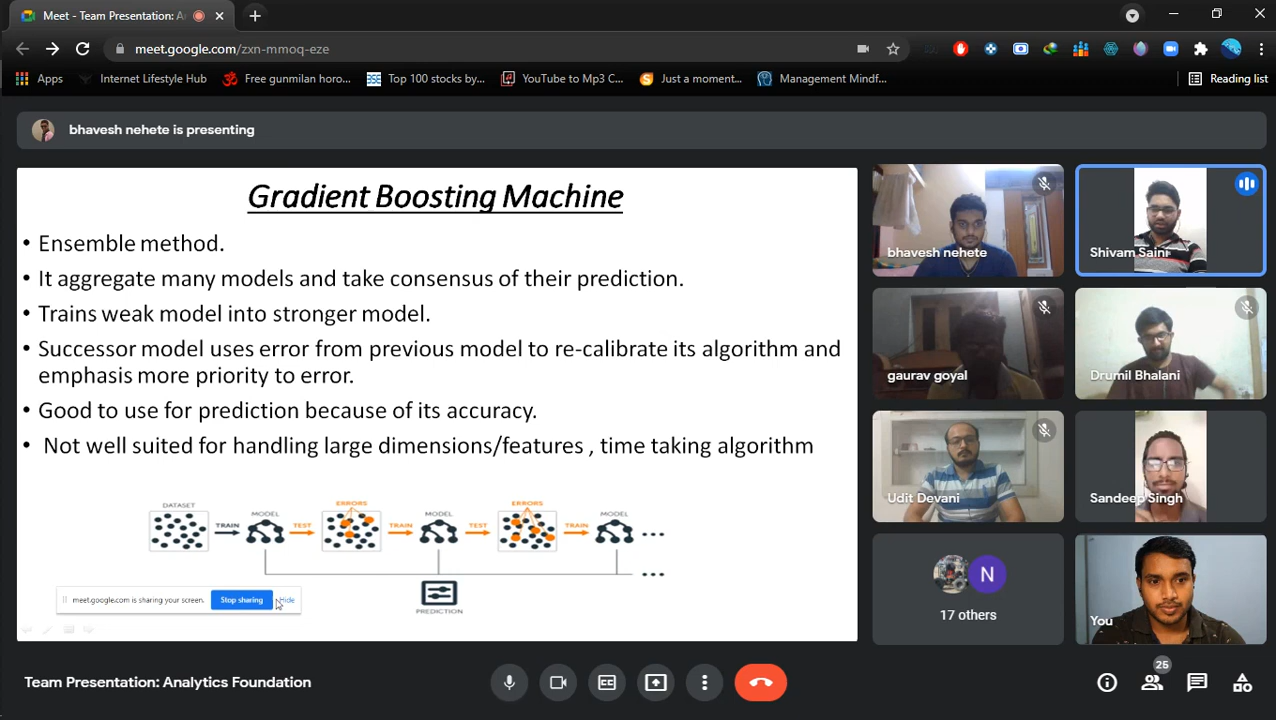 Meet - Team Presentation: A
meet.google.com/zxn-mmoq-eze
Apps
Internet Lifestyle Hub
Free gunmilan horo...
Top 100 stocks by...
YouTube to Mp3 C...
Just a moment...
Management Mindf...
Reading list
bhavesh nehete is presenting
Gradient Boosting Machine
• Ensemble method.
• It aggregate many models and take consensus of their prediction.
• Trains weak model into stronger model.
• Successor model uses error from previous model to re-calibrate its algorithm and
emphasis more priority to error.
• Good to use for prediction because of its accuracy.
• Not well suited for handling large dimensions/features , time taking algorithm
DATASET
TRAIN
MODEL
TEST
ERRORS
TRAIN
MODEL
TEST
ERRORS
TRAIN
MODEL
PREDICTION
meet.google.com is sharing your screen.
Stop sharing
Hide
bhavesh nehete
Shivam Saini
gaurav goyal
Drumil Bhalani
Udit Devani
Sandeep Singh
N
17 others
You
Team Presentation: Analytics Foundation
CC
25